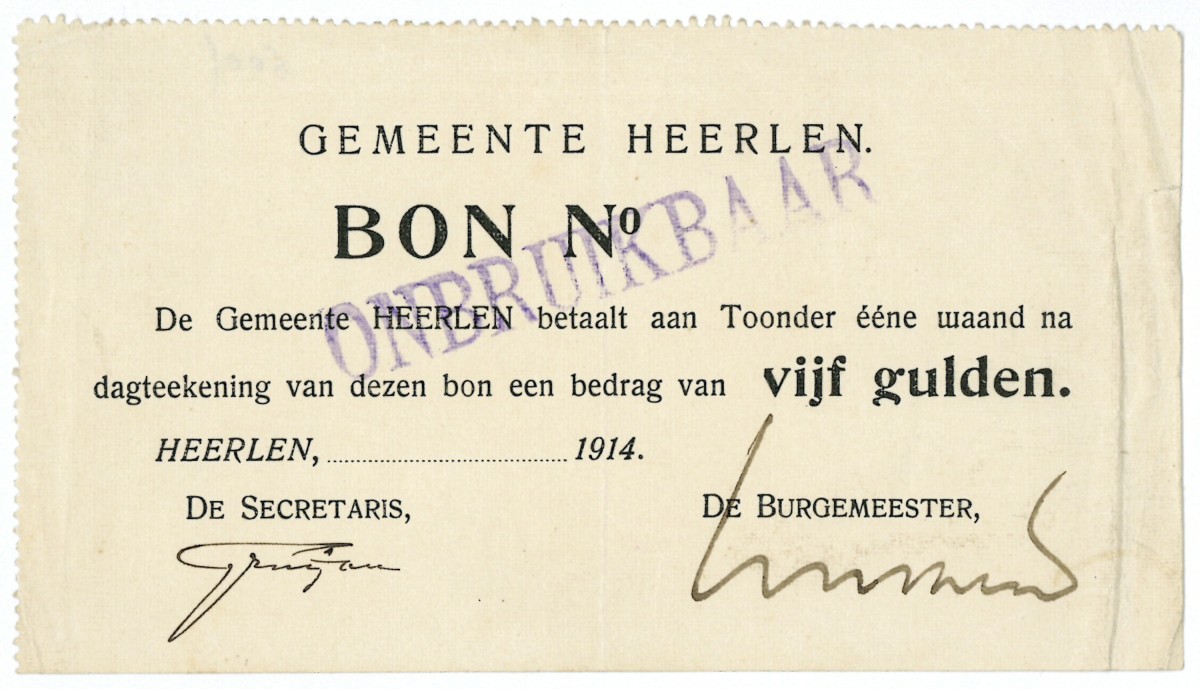 GEMEENTE HEERLEN.
BON Nº
ONBRUIKBAAR
De Gemeente HEERLEN betaalt aan Toonder ééne waand na
dagteekening van dezen bon een bedrag van vijf gulden.
HEERLEN, ........................ 1914.
DE SECRETARIS, DE BURGEMEESTER,